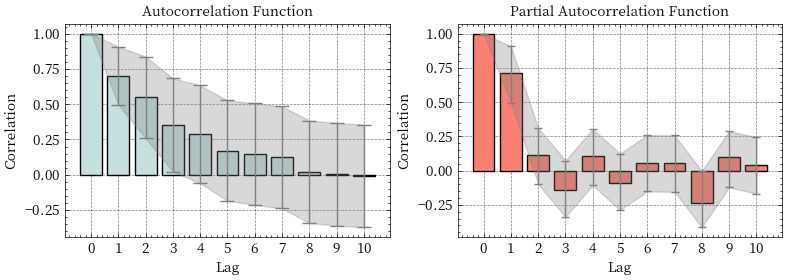 Autocorrelation Function
Correlation
1.00
0.75
0.50
0.25
0.00
−0.25
0 1 2 3 4 5 6 7 8 9 10
Lag
Partial Autocorrelation Function
Correlation
1.00
0.75
0.50
0.25
0.00
−0.25
0 1 2 3 4 5 6 7 8 9 10
Lag